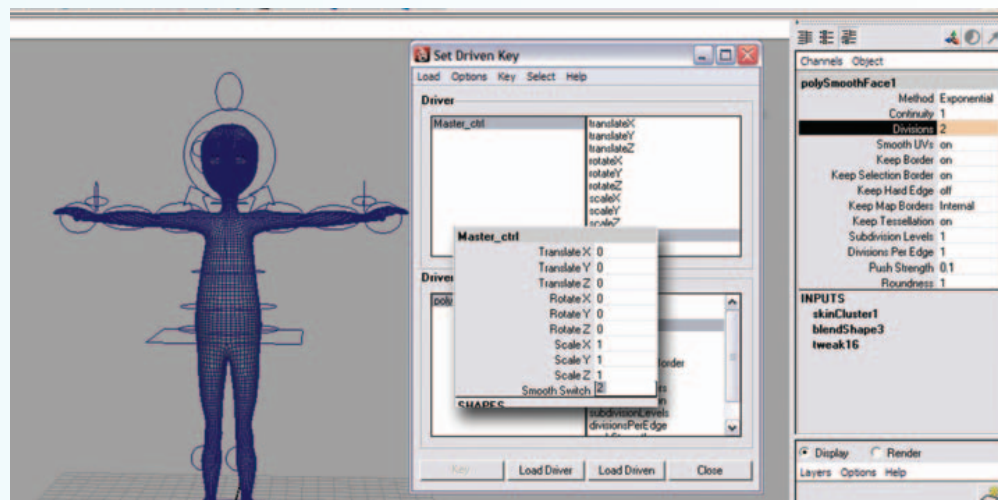 Set Driven Key
Load Options Key Select Help
Driver
Master_ctrl
translateX
translateY
translateZ
rotateX
rotateY
rotateZ
scaleX
scaleY
scaleZ
Master_ctrl
Translate X 0
Translate Y 0
Translate Z 0
Rotate X 0
Rotate Y 0
Rotate Z 0
Scale X 1
Scale Y 1
Scale Z 1
Smooth Switch 2
SHAPES
Driver
poly
order
rs
n
subdivisionLevels
divisionsPerEdge
Key Load Driver Load Driven Close
Channels Object
polySmoothFace1
Method Exponential
Continuity 1
Divisions 2
Smooth UVs on
Keep Border on
Keep Selection Border on
Keep Hard Edge off
Keep Map Borders Internal
Keep Tessellation on
Subdivision Levels 1
Divisions Per Edge 1
Push Strength 0.1
Roundness 1
INPUTS
skinCluster1
blendShape3
tweak16
Display Render
Layers Options Help